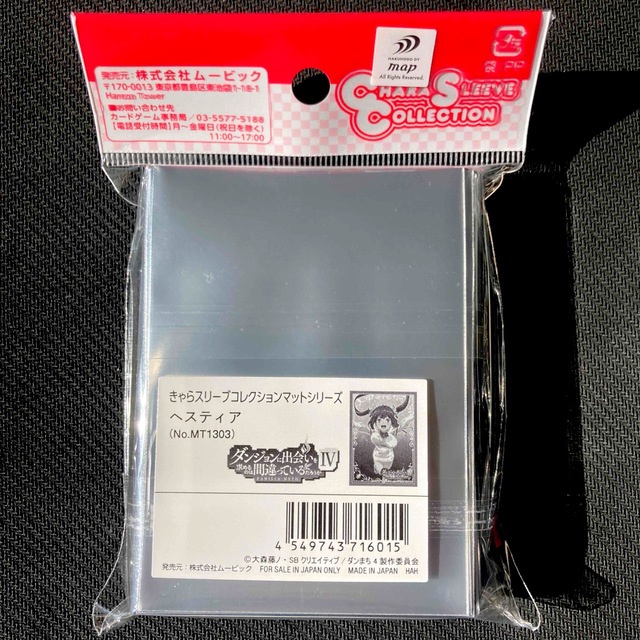 発売元：株式会社ムービック
〒170-0013 東京都豊島区東池袋1-18-1
Hareza Tower
■お問い合わせ先
カードゲーム事務局／03-5577-5188
【電話受付時間】月～金曜日（祝日を除く）
11:00～17:00
HAKUHODO DY
map
All Rights Reserved.
CHARA SLEEVE
COLLECTION
きゃらスリーブコレクションマットシリーズ
ヘスティア
(No.MT1303)
ダンジョンに出会いを
求めるのは間違っているだろうか IV
FAMILIA MYTH
4 549743 716015
©大森藤ノ・SBクリエイティブ／ダンまち4製作委員会
発売元：株式会社ムービック FOR SALE IN JAPAN ONLY MADE IN JAPAN HAH